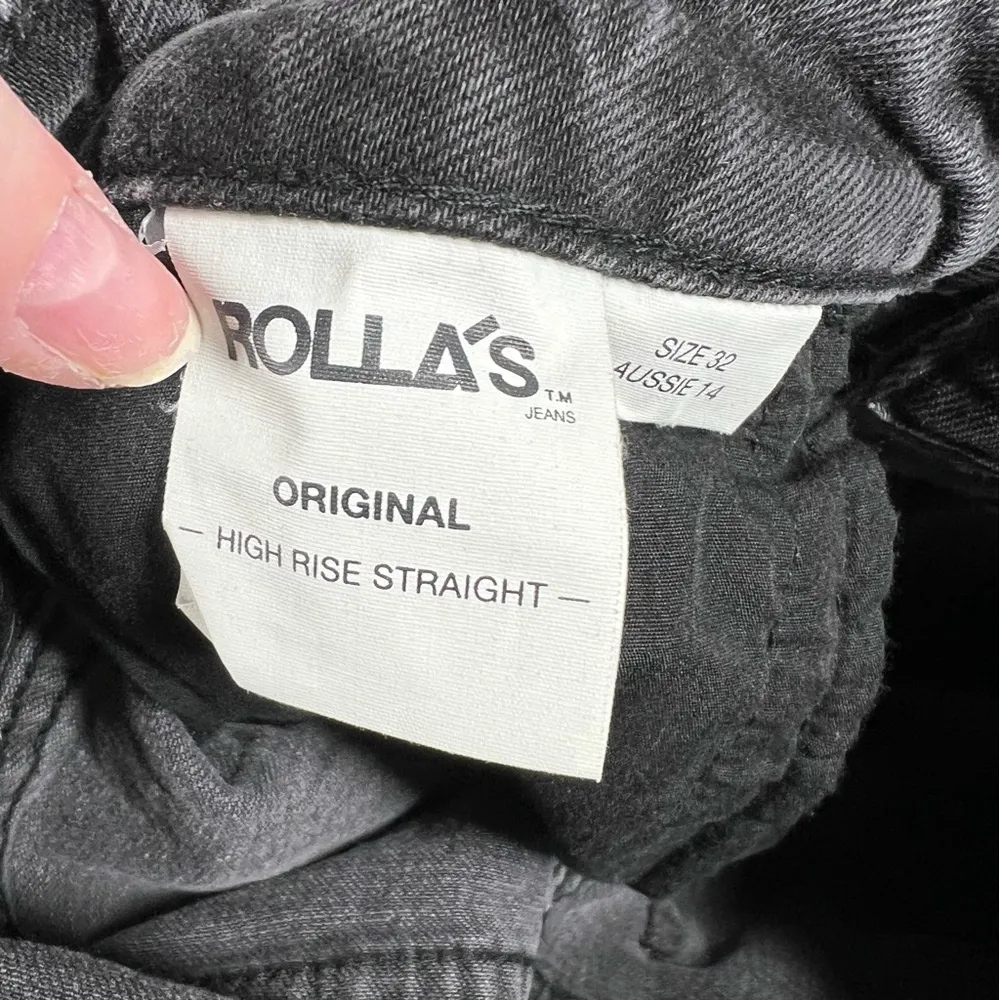 ROLLA'S T.M
JEANS
ORIGINAL
— HIGH RISE STRAIGHT —
SIZE 32
AUSSIE 14